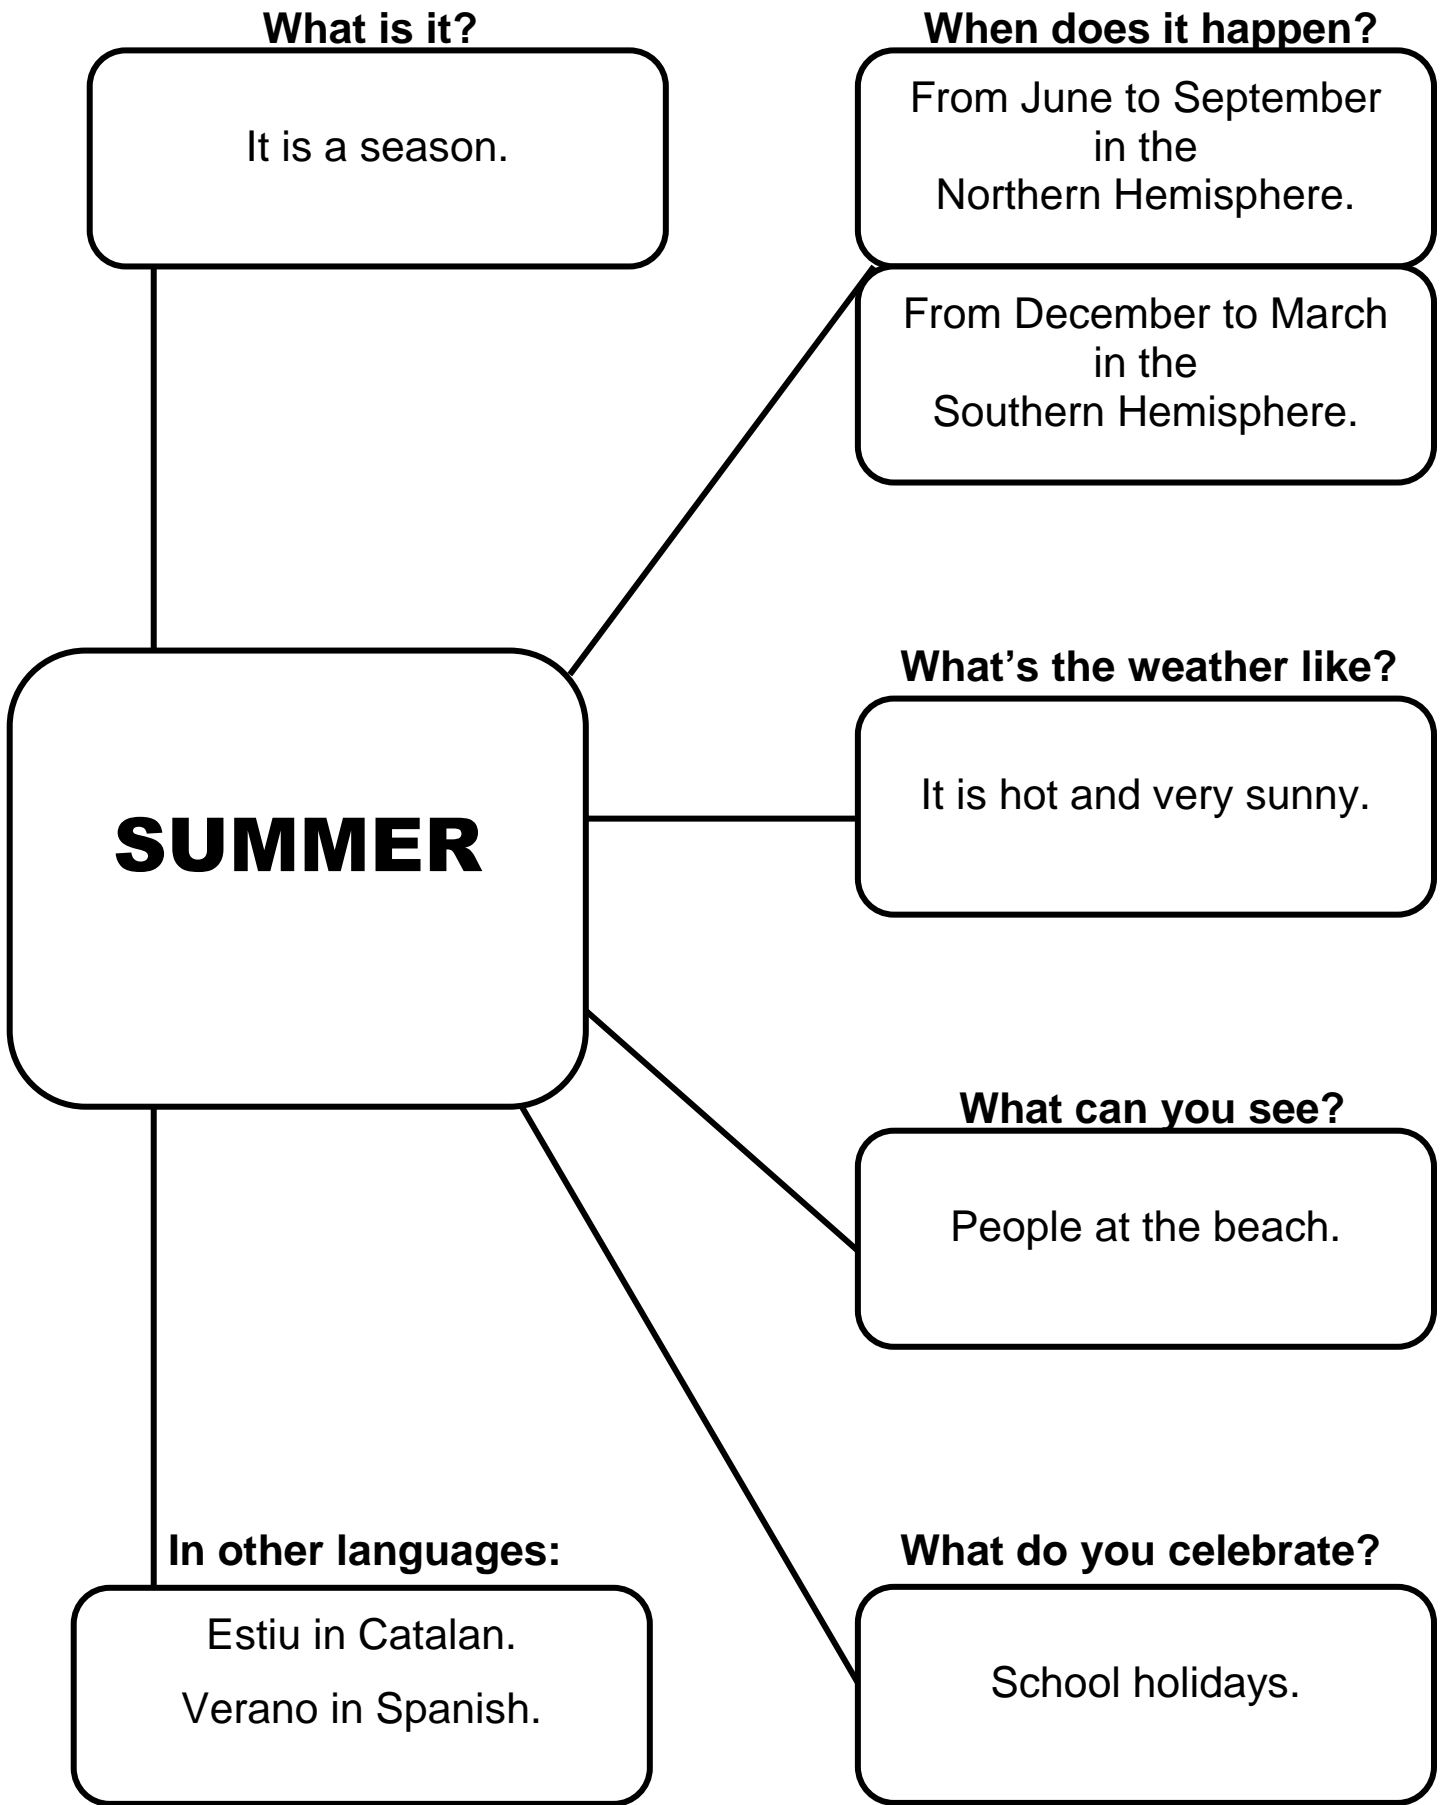 What is it?
It is a season.
When does it happen?
From June to September
in the
Northern Hemisphere.
From December to March
in the
Southern Hemisphere.
SUMMER
What's the weather like?
It is hot and very sunny.
What can you see?
People at the beach.
In other languages:
Estiu in Catalan.
Verano in Spanish.
What do you celebrate?
School holidays.